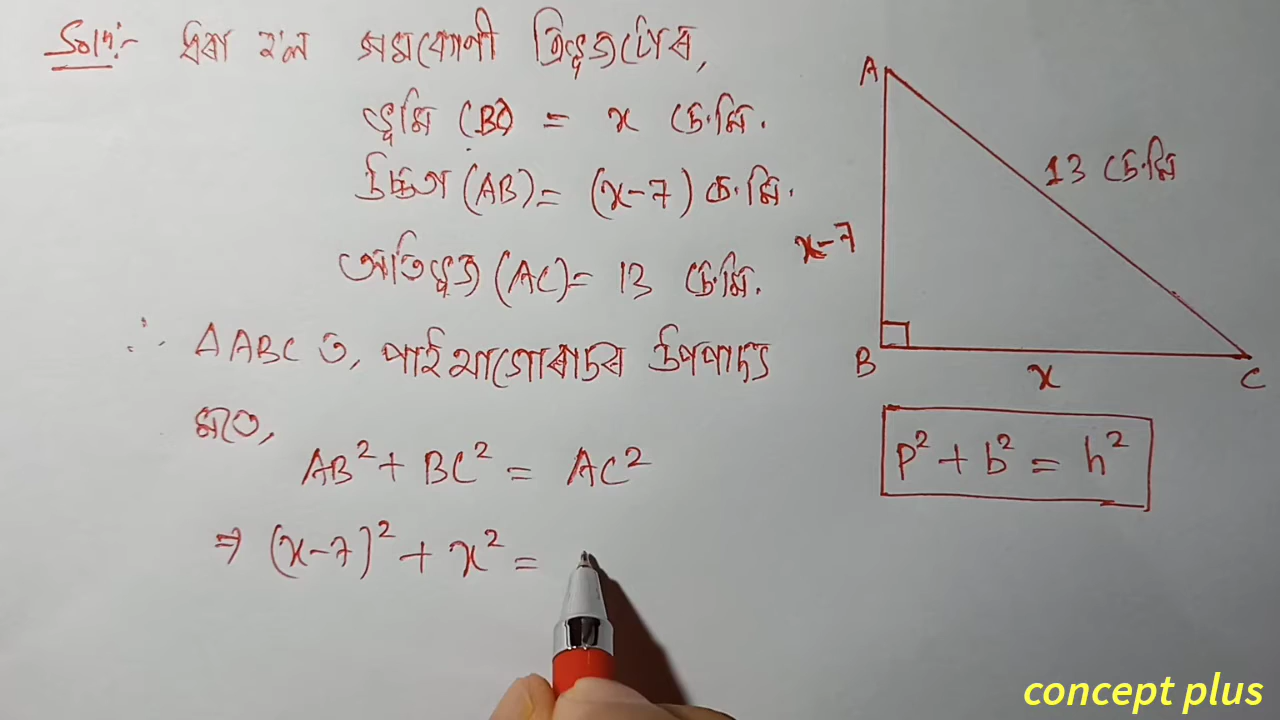 Solⁿ:- ধৰা হ'ল সমকোণী ত্ৰিভুজটোৰ,
ভূমি (BC) = x চে.মি.
উচ্চতা (AB) = (x-7) চে.মি.
অতিভুজ (AC) = 13 চে.মি.
∴ Δ ABC ত, পাইথাগোৰাচৰ উপপাদ্য
মতে,
AB² + BC² = AC²
⇒ (x-7)² + x² =
A
13 চে.মি
x-7
B
x
C
p² + b² = h²
concept plus